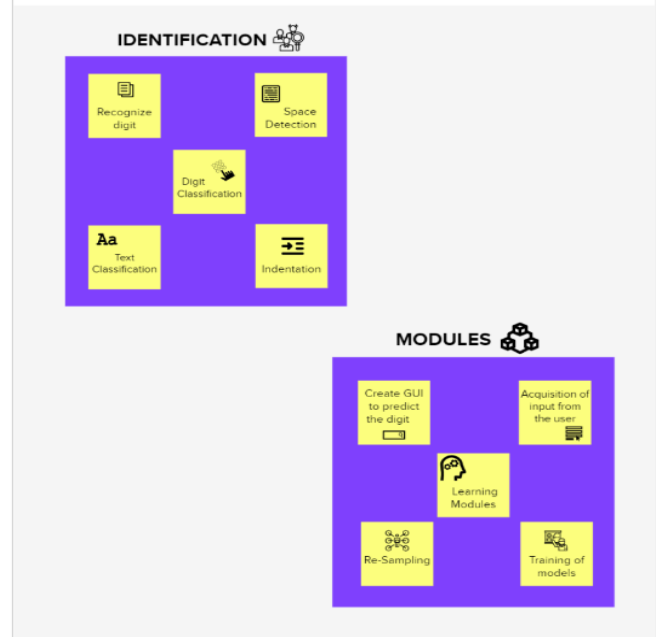 IDENTIFICATION
Recognize
digit
Space
Detection
Digit
Classification
Aa
Text
Classification
Indentation
MODULES
Create GUI
to predict
the digit
Acquisition of
input from
the user
Learning
Modules
Re-Sampling
Training of
models